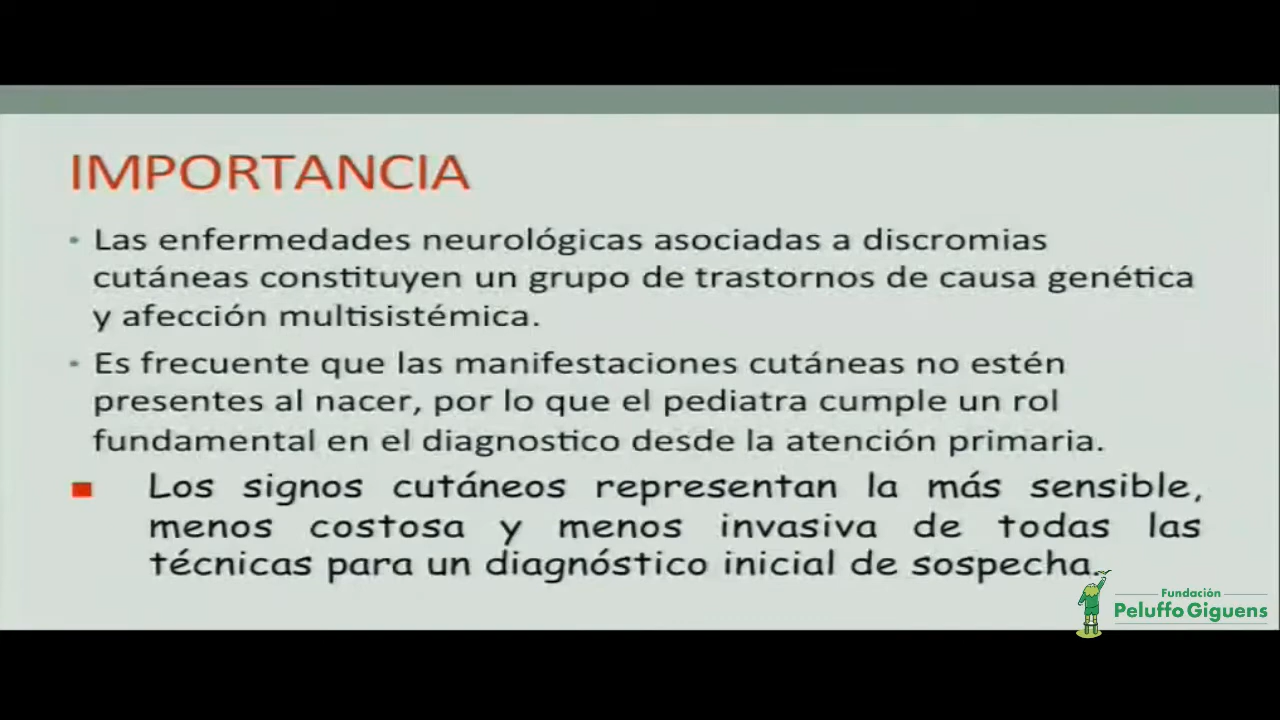 IMPORTANCIA
• Las enfermedades neurológicas asociadas a discromias
cutáneas constituyen un grupo de trastornos de causa genética
y afección multisistémica.
• Es frecuente que las manifestaciones cutáneas no estén
presentes al nacer, por lo que el pediatra cumple un rol
fundamental en el diagnostico desde la atención primaria.
■ Los signos cutáneos representan la más sensible,
menos costosa y menos invasiva de todas las
técnicas para un diagnóstico inicial de sospecha.
Fundación
Peluffo Giguens